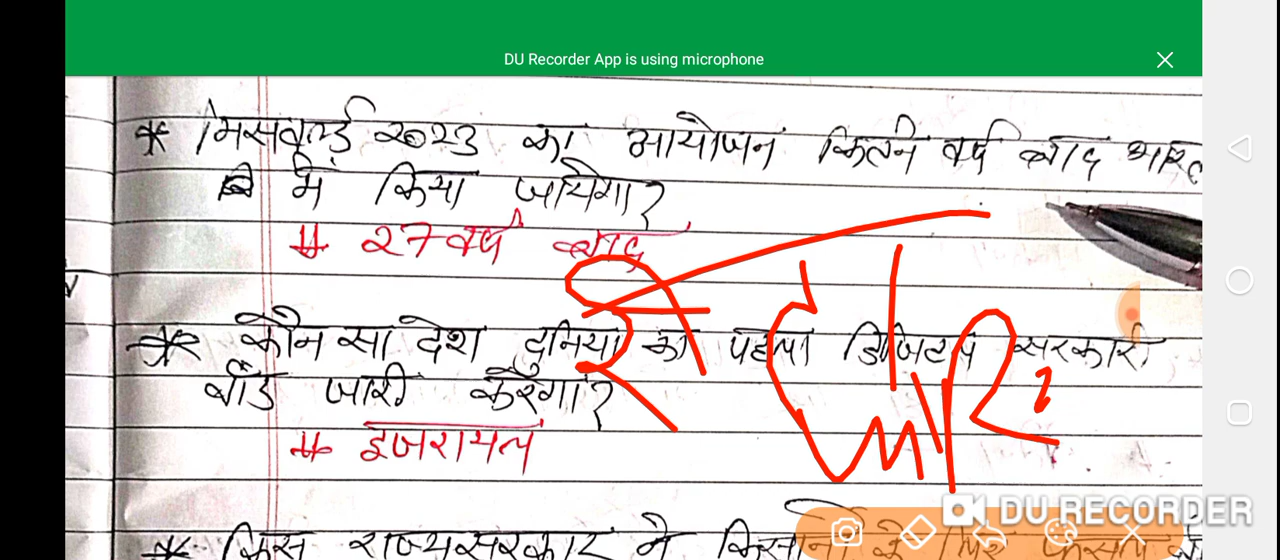 DU Recorder App is using microphone
* मिसवर्ल्ड 2023 का आयोजन कितने वर्ष बाद भारत
में किया जायेगा?
# 27 वर्ष बाद
* कौन सा देश दुनिया का पहला डिजिटल सरकारी
बॉंड जारी करेगा?
# इजरायल
* किस राज्य सरकार ने किसानों के लिए
DU RECORDER